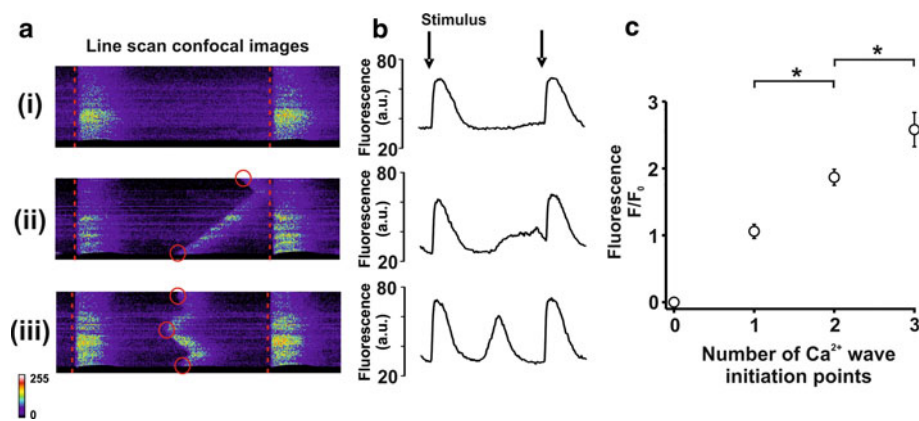 a
Line scan confocal images
(i)
(ii)
(iii)
255
0
b
Stimulus
80
Fluorescence
(a.u.)
20
80
Fluorescence
(a.u.)
20
80
Fluorescence
(a.u.)
20
c
*
*
3
2
1
0
Fluorescence
F/F₀
0
1
2
3
Number of Ca²⁺ wave
initiation points